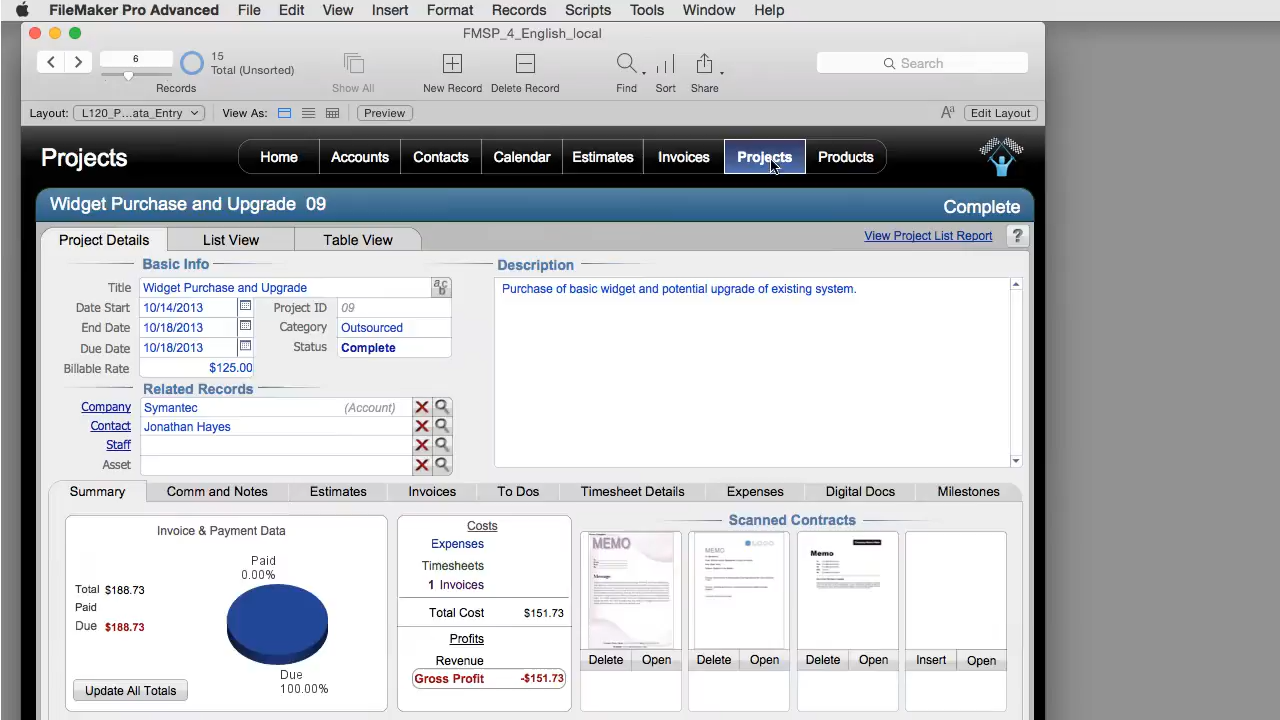 FileMaker Pro Advanced File Edit View Insert Format Records Scripts Tools Window Help
FMSP_4_English_local
6
15
Total (Unsorted)
Search
Records Show All New Record Delete Record Find Sort Share
Layout: L120_P...ata_Entry View As: Preview Aa Edit Layout
Projects Home Accounts Contacts Calendar Estimates Invoices Projects Products
Widget Purchase and Upgrade 09 Complete
Project Details List View Table View View Project List Report ?
Basic Info
Title Widget Purchase and Upgrade
Date Start 10/14/2013 Project ID 09
End Date 10/18/2013 Category Outsourced
Due Date 10/18/2013 Status Complete
Billable Rate $125.00
Description
Purchase of basic widget and potential upgrade of existing system.
Related Records
Company Symantec (Account)
Contact Jonathan Hayes
Staff
Asset
Summary Comm and Notes Estimates Invoices To Dos Timesheet Details Expenses Digital Docs Milestones
Invoice & Payment Data
Paid
0.00%
Total $188.73
Paid
Due $188.73
Due
100.00%
Update All Totals
Costs
Expenses
Timesheets
1 Invoices
Total Cost $151.73
Profits
Revenue
Gross Profit -$151.73
Scanned Contracts
MEMO
MEMO
Memo
Delete Open Delete Open Delete Open Insert Open